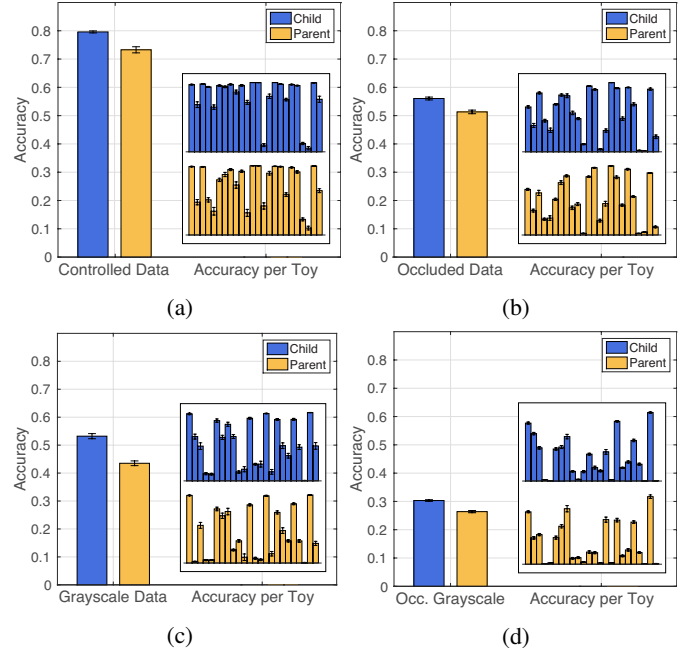 Child
Parent
0.8
0.7
0.6
0.5
0.4
0.3
0.2
0.1
0
Accuracy
Controlled Data
Accuracy per Toy
(a)
Child
Parent
0.8
0.7
0.6
0.5
0.4
0.3
0.2
0.1
0
Accuracy
Occluded Data
Accuracy per Toy
(b)
Child
Parent
0.8
0.7
0.6
0.5
0.4
0.3
0.2
0.1
0
Accuracy
Grayscale Data
Accuracy per Toy
(c)
Child
Parent
0.8
0.7
0.6
0.5
0.4
0.3
0.2
0.1
0
Accuracy
Occ. Grayscale
Accuracy per Toy
(d)